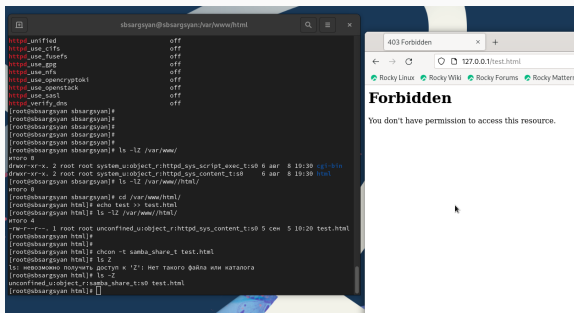 sbsargsyan@sbsargsyan:/var/www/html
httpd_unified off
httpd_use_cifs off
httpd_use_fusefs off
httpd_use_gpg off
httpd_use_nfs off
httpd_use_opencryptoki off
httpd_use_openstack off
httpd_use_sasl off
httpd_verify_dns off
[root@sbsargsyan sbsargsyan]#
[root@sbsargsyan sbsargsyan]#
[root@sbsargsyan sbsargsyan]#
[root@sbsargsyan sbsargsyan]#
[root@sbsargsyan sbsargsyan]# ls -lZ /var/www/
итого 0
drwxr-xr-x. 2 root root system_u:object_r:httpd_sys_script_exec_t:s0 6 авг 8 19:30 cgi-bin
drwxr-xr-x. 2 root root system_u:object_r:httpd_sys_content_t:s0 6 авг 8 19:30 html
[root@sbsargsyan sbsargsyan]# ls -lZ /var/www//html/
итого 0
[root@sbsargsyan sbsargsyan]# cd /var/www/html/
[root@sbsargsyan html]# echo test >> test.html
[root@sbsargsyan html]# ls -lZ /var/www//html/
итого 4
-rw-r--r--. 1 root root unconfined_u:object_r:httpd_sys_content_t:s0 5 сен 5 10:20 test.html
[root@sbsargsyan html]#
[root@sbsargsyan html]#
[root@sbsargsyan html]# chcon -t samba_share_t test.html
[root@sbsargsyan html]# ls Z
ls: невозможно получить доступ к 'Z': Нет такого файла или каталога
[root@sbsargsyan html]# ls -Z
unconfined_u:object_r:samba_share_t:s0 test.html
[root@sbsargsyan html]#
403 Forbidden
127.0.0.1/test.html
Rocky Linux Rocky Wiki Rocky Forums Rocky Mattern
Forbidden
You don't have permission to access this resource.